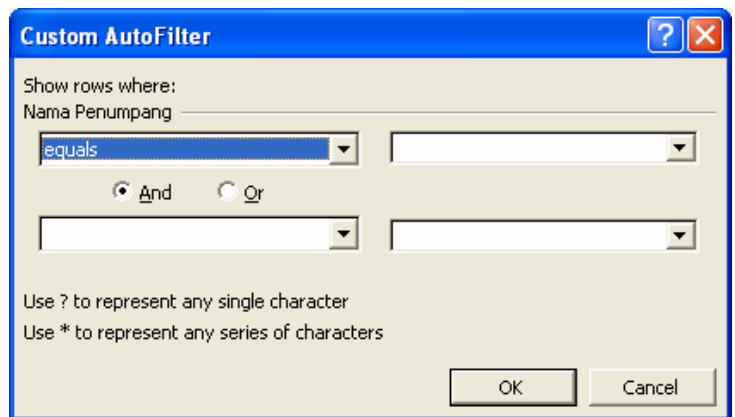 Custom AutoFilter
Show rows where:
Nama Penumpang
equals
And Or
Use ? to represent any single character
Use * to represent any series of characters
OK Cancel